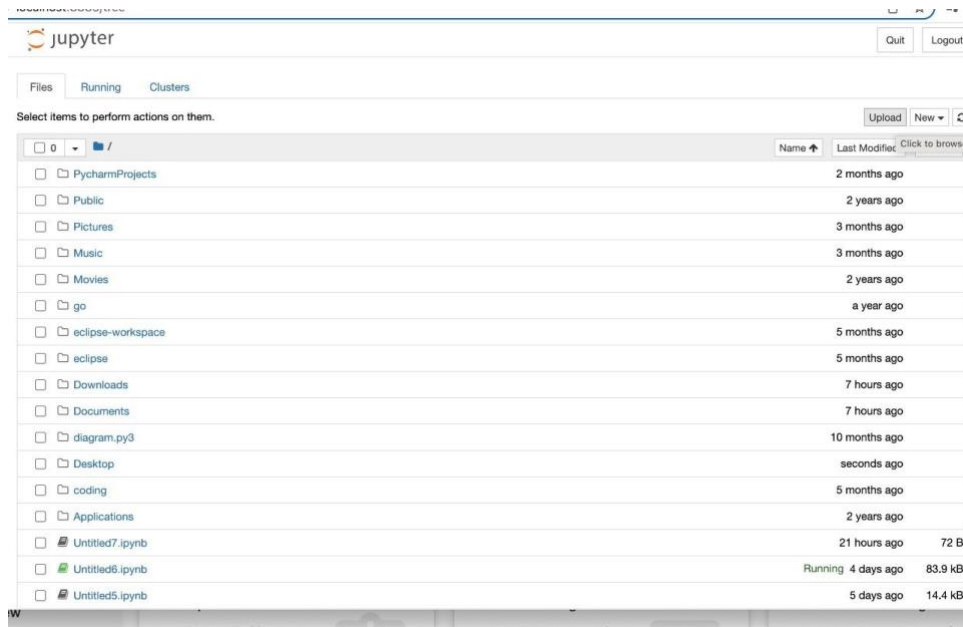 jupyter
Quit Logout
Files Running Clusters
Select items to perform actions on them.
Upload New
0 / Name Last Modified Click to brows
PycharmProjects 2 months ago
Public 2 years ago
Pictures 3 months ago
Music 3 months ago
Movies 2 years ago
go a year ago
eclipse-workspace 5 months ago
eclipse 5 months ago
Downloads 7 hours ago
Documents 7 hours ago
diagram.py3 10 months ago
Desktop seconds ago
coding 5 months ago
Applications 2 years ago
Untitled7.ipynb 21 hours ago 72 B
Untitled6.ipynb Running 4 days ago 83.9 kB
Untitled5.ipynb 5 days ago 14.4 kB